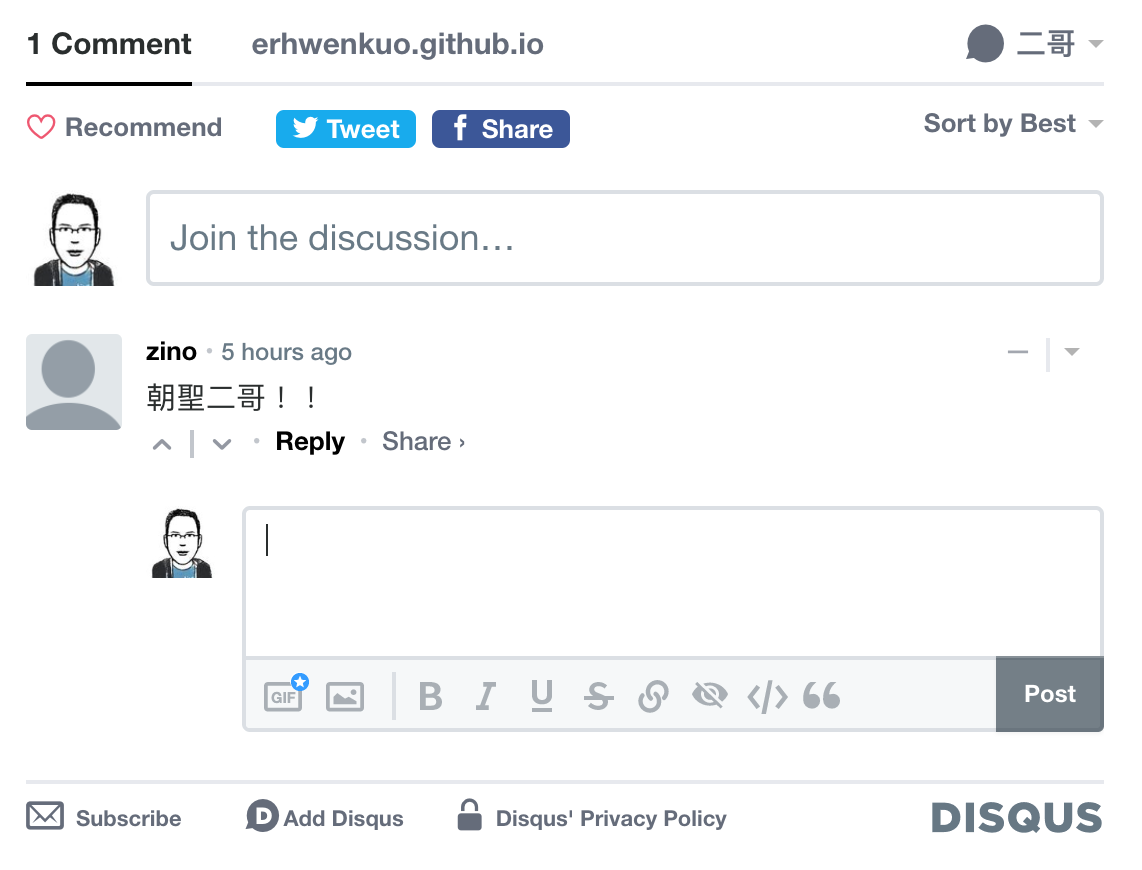 1 Comment erhwenkuo.github.io 二哥
Recommend Tweet Share Sort by Best
Join the discussion…
zino • 5 hours ago
朝聖二哥！！
• Reply • Share ›
GIF B I U S </> Post
Subscribe D Add Disqus Disqus' Privacy Policy DISQUS